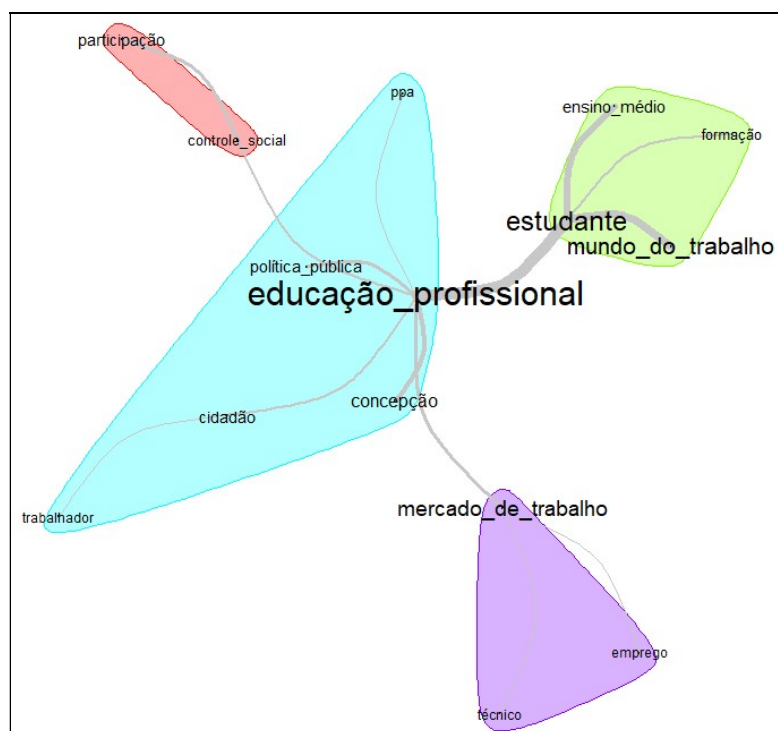 participação
controle_social
ppa
ensino_médio
formação
estudante
mundo_do_trabalho
política_pública
educação_profissional
concepção
cidadão
trabalhador
mercado_de_trabalho
emprego
técnico